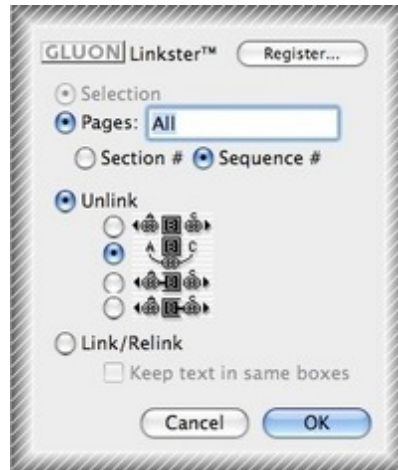 GLUON Linkster™ Register...
Selection
Pages: All
Section # Sequence #
Unlink
A C
Link/Relink
Keep text in same boxes
Cancel OK